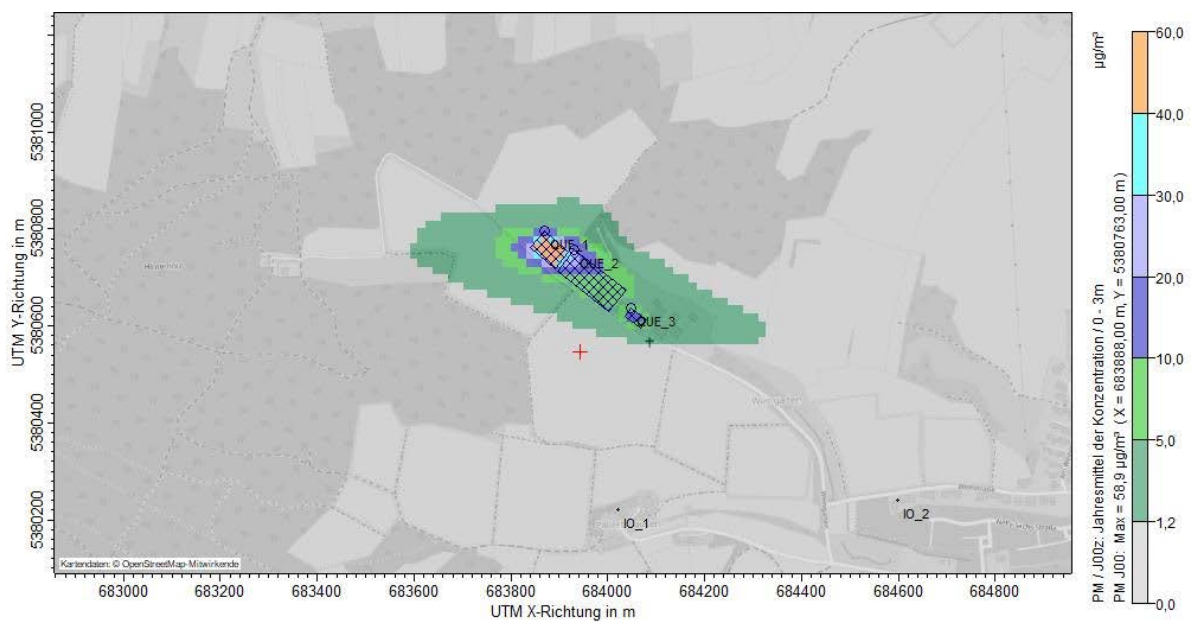 µg/m³
60,0
40,0
30,0
20,0
10,0
5,0
1,2
0,0
PM / J00z: Jahresmittel der Konzentration / 0 - 3m
PM J00: Max = 58,9 µg/m³ ( X = 683888,00 m, Y = 5380763,00 m )
UTM Y-Richtung in m
5381000
5380800
5380600
5380400
5380200
QUE_1
QUE_2
QUE_3
IO_1
IO_2
Kartendaten: © OpenStreetMap-Mitwirkende
683000
683200
683400
683600
683800
684000
684200
684400
684600
684800
UTM X-Richtung in m